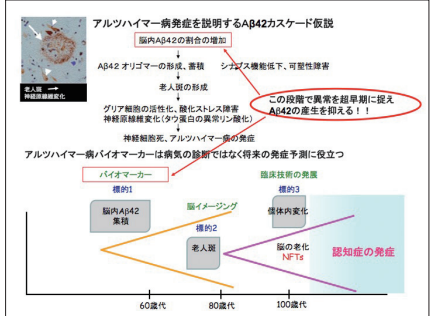 アルツハイマー病発症を説明するAβ42カスケード仮説
脳内Aβ42の割合の増加
Aβ42 オリゴマーの形成、蓄積
シナプス機能低下、可塑性障害
老人斑の形成
グリア細胞の活性化、酸化ストレス障害
神経原線維変化(タウ蛋白の異常リン酸化)
神経細胞死、アルツハイマー病の発症
老人斑
神経原線維変化
この段階で異常を超早期に捉え
Aβ42の産生を抑える！！
アルツハイマー病バイオマーカーは病気の診断ではなく将来の発症予測に役立つ
バイオマーカー
標的1
脳内Aβ42
集積
脳イメージング
標的2
老人斑
臨床技術の発展
標的3
個体内変化
脳の老化
NFTs
認知症の発症
60歳代
80歳代
100歳代